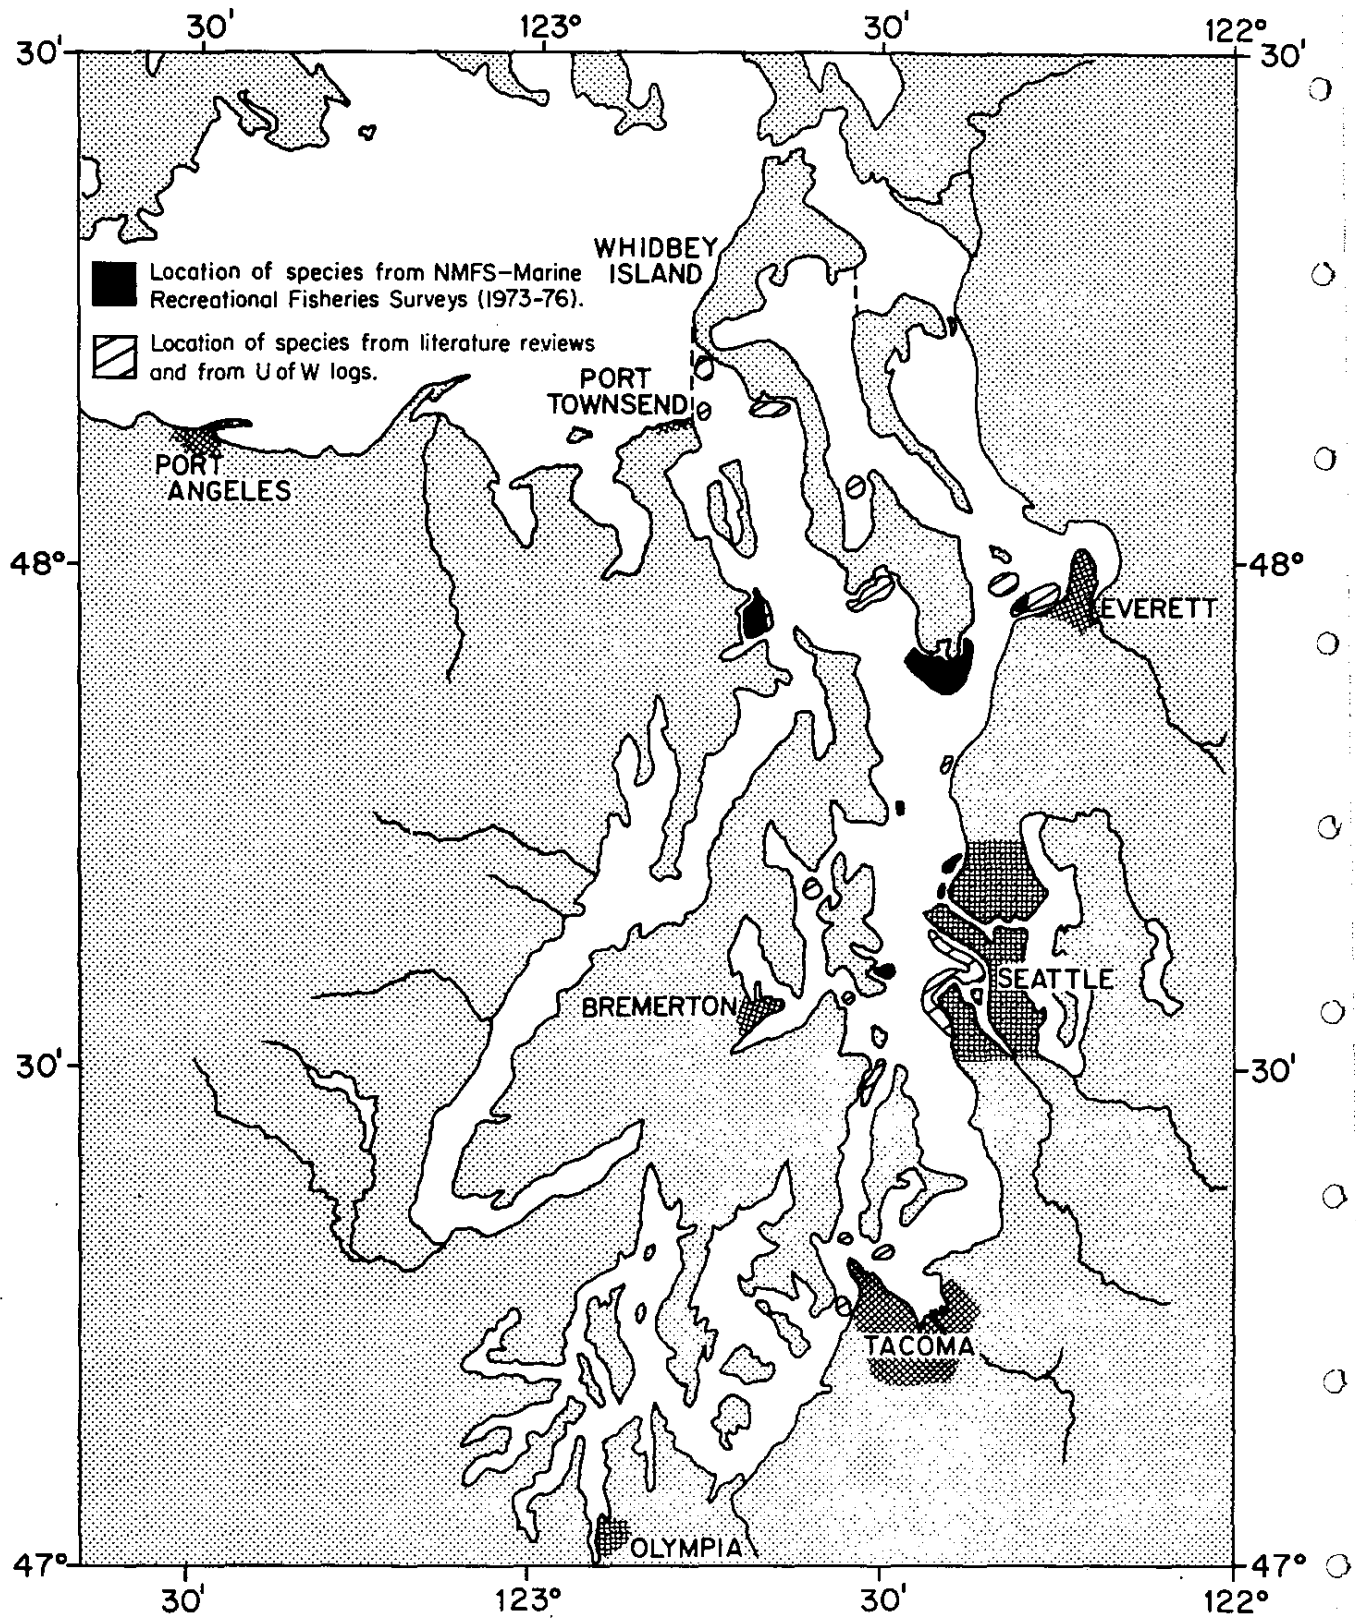 30' 123° 30' 122°
30' 30'
WHIDBEY
ISLAND
Location of species from NMFS-Marine
Recreational Fisheries Surveys (1973-76).
Location of species from literature reviews
and from U of W logs.
PORT
TOWNSEND
PORT
ANGELES
48° 48°
EVERETT
SEATTLE
BREMERTON
30' 30'
TACOMA
OLYMPIA
47° 47°
30' 123° 30' 122°